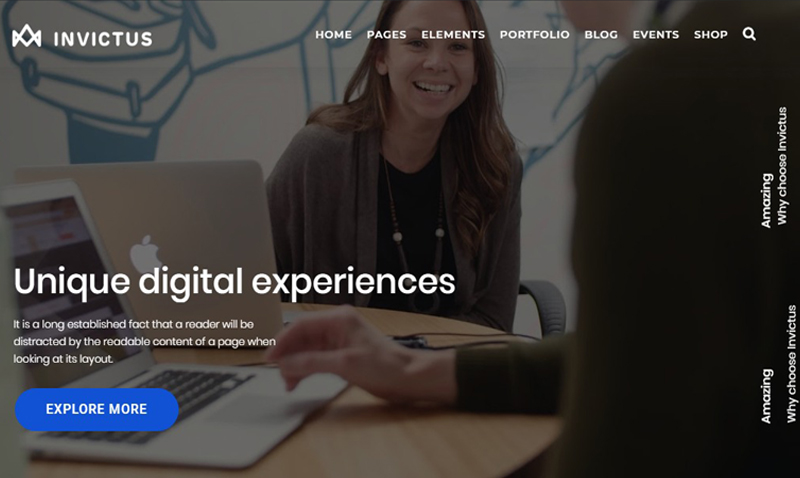 INVICTUS
HOME PAGES ELEMENTS PORTFOLIO BLOG EVENTS SHOP
Unique digital experiences
It is a long established fact that a reader will be
distracted by the readable content of a page when
looking at its layout.
EXPLORE MORE
Amazing
Why choose Invictus
Amazing
Why choose Invictus